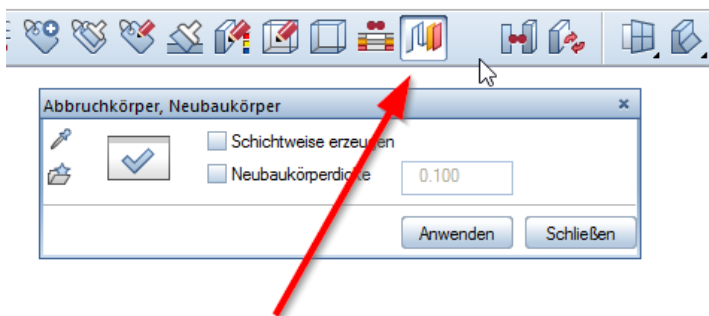 Abbruchkörper, Neubaukörper
Schichtweise erzeugen
Neubaukörperdicke 0.100
Anwenden Schließen